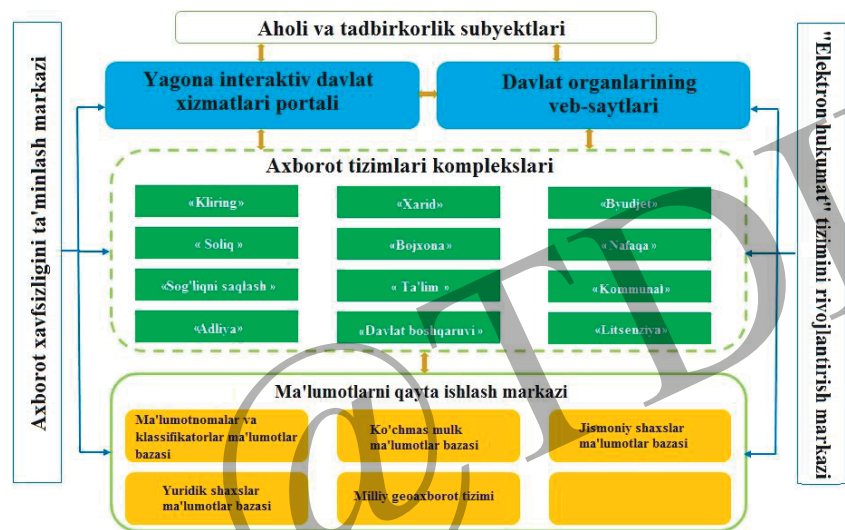 Aholi va tadbirkorlik subyektlari
Yagona interaktiv davlat
xizmatlari portali
Davlat organlarining
veb-saytlari
Axborot xavfsizligini ta'minlash markazi
"Elektron hukumat" tizimini rivojlantirish markazi
Axborot tizimlari komplekslari
«Kliring»
«Xarid»
«Byudjet»
« Soliq »
«Bojxona»
«Nafaqa»
«Sog'liqni saqlash»
« Ta'lim »
«Kommunal»
«Adliya»
«Davlat boshqaruvi»
«Litsenziya»
Ma'lumotlarni qayta ishlash markazi
Ma'lumotnomalar va
klassifikatorlar ma'lumotlar
bazasi
Ko'chmas mulk
ma'lumotlar bazasi
Jismoniy shaxslar
ma'lumotlar bazasi
Yuridik shaxslar
ma'lumotlar bazasi
Milliy geoaxborot tizimi